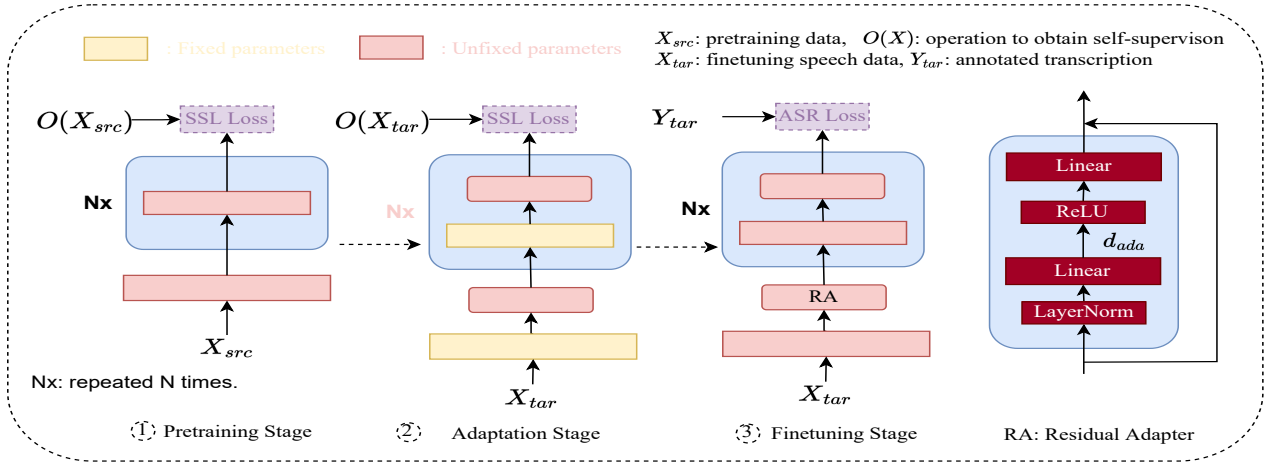 : Fixed parameters
: Unfixed parameters
X_src: pretraining data, O(X): operation to obtain self-supervison
X_tar: finetuning speech data, Y_tar: annotated transcription
O(X_src)
SSL Loss
O(X_tar)
SSL Loss
Y_tar
ASR Loss
Nx
Nx
Nx
RA
Linear
ReLU
d_ada
Linear
LayerNorm
X_src
X_tar
X_tar
Nx: repeated N times.
1 Pretraining Stage
2 Adaptation Stage
3 Finetuning Stage
RA: Residual Adapter